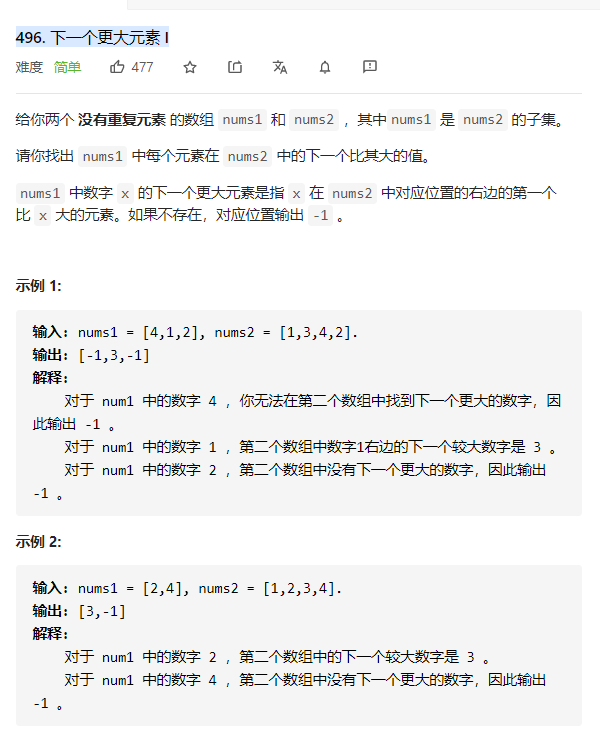 496. 下一个更大元素 I
难度 简单 477
给你两个 没有重复元素 的数组 nums1 和 nums2 ，其中 nums1 是 nums2 的子集。
请你找出 nums1 中每个元素在 nums2 中的下一个比其大的值。
nums1 中数字 x 的下一个更大元素是指 x 在 nums2 中对应位置的右边的第一个
比 x 大的元素。如果不存在，对应位置输出 -1 。
示例 1:
输入: nums1 = [4,1,2], nums2 = [1,3,4,2].
输出: [-1,3,-1]
解释:
对于 num1 中的数字 4 ，你无法在第二个数组中找到下一个更大的数字，因
此输出 -1 。
对于 num1 中的数字 1 ，第二个数组中数字1右边的下一个较大数字是 3 。
对于 num1 中的数字 2 ，第二个数组中没有下一个更大的数字，因此输出
-1 。
示例 2:
输入: nums1 = [2,4], nums2 = [1,2,3,4].
输出: [3,-1]
解释:
对于 num1 中的数字 2 ，第二个数组中的下一个较大数字是 3 。
对于 num1 中的数字 4 ，第二个数组中没有下一个更大的数字，因此输出
-1 。